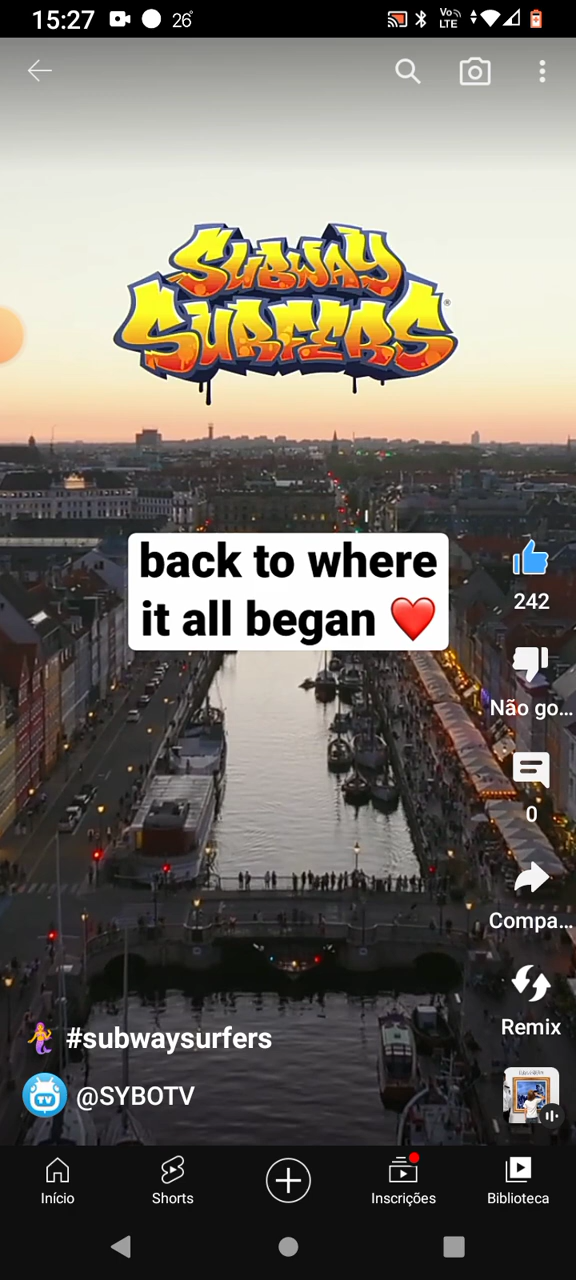 15:27
26°
Vo
LTE
SUBWAY
SURFERS®
back to where
it all began ❤️
242
Não go...
0
Compa...
Remix
🧜‍♀️ #subwaysurfers
TV
@SYBOTV
Início
Shorts
Inscrições
Biblioteca